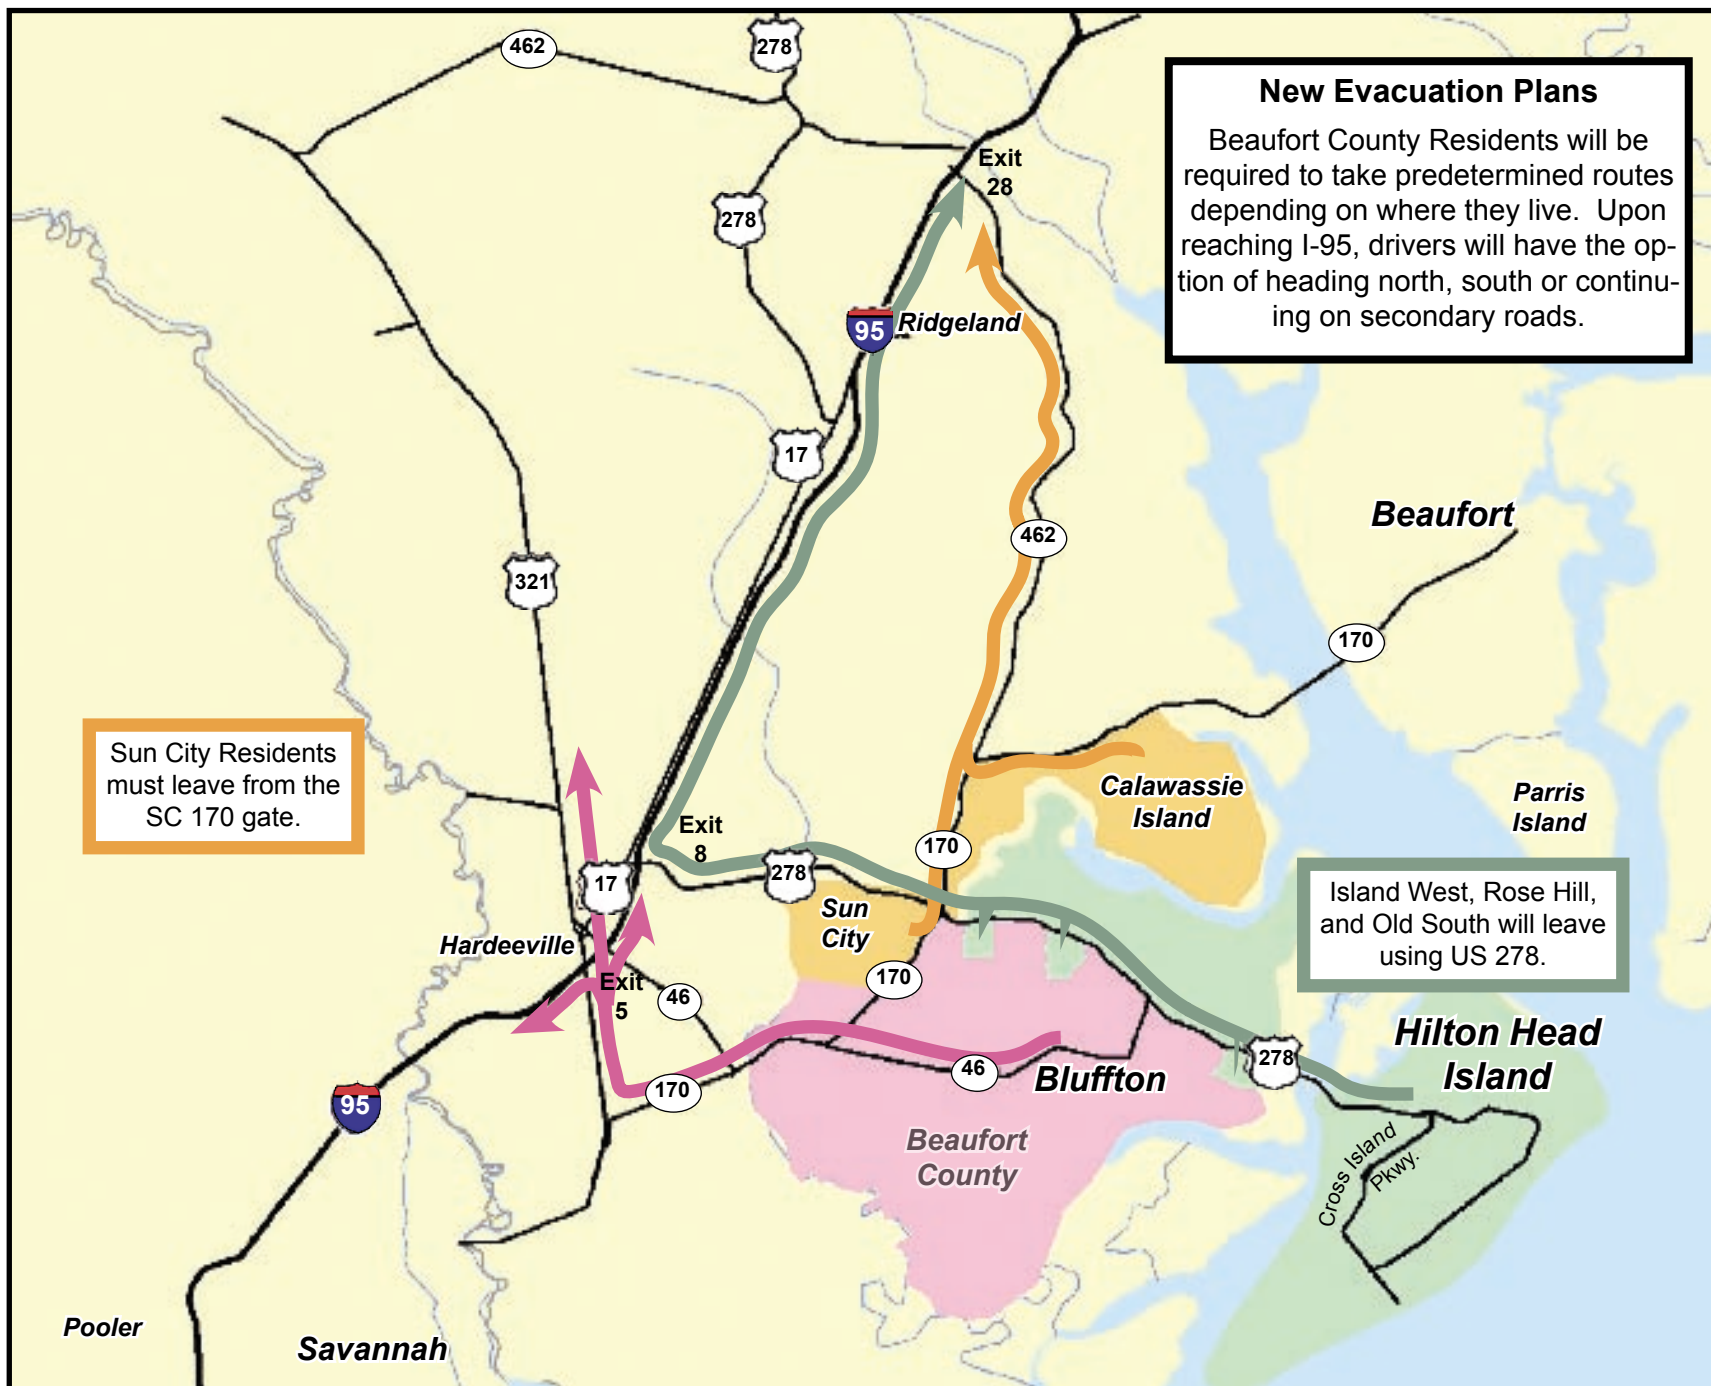 462
278
New Evacuation Plans
Beaufort County Residents will be
required to take predetermined routes
depending on where they live. Upon
reaching I-95, drivers will have the op-
tion of heading north, south or continu-
ing on secondary roads.
Exit
28
278
95
Ridgeland
17
462
Beaufort
321
170
Sun City Residents
must leave from the
SC 170 gate.
Calawassie
Island
Parris
Island
Exit
8
170
278
17
Sun
City
Island West, Rose Hill,
and Old South will leave
using US 278.
Hardeeville
Exit
5
46
170
Hilton Head
Island
278
46
Bluffton
170
95
Beaufort
County
Cross Island
Pkwy.
Pooler
Savannah